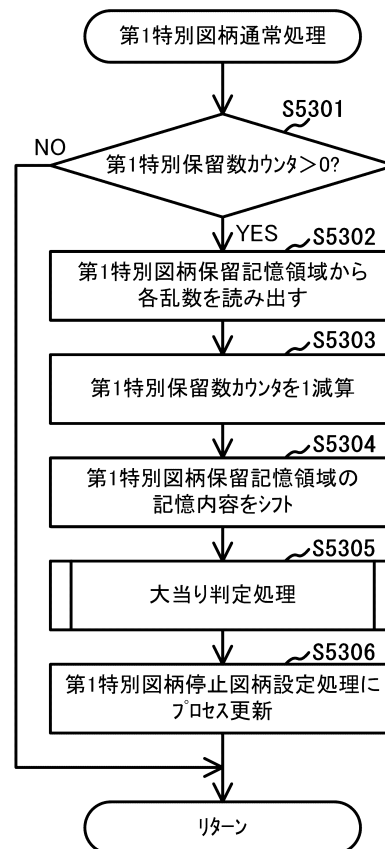 第1特別図柄通常処理
S5301
NO
第1特別保留数カウンタ＞0?
YES
S5302
第1特別図柄保留記憶領域から
各乱数を読み出す
S5303
第1特別保留数カウンタを1減算
S5304
第1特別図柄保留記憶領域の
記憶内容をシフト
S5305
大当り判定処理
S5306
第1特別図柄停止図柄設定処理に
プロセス更新
リターン